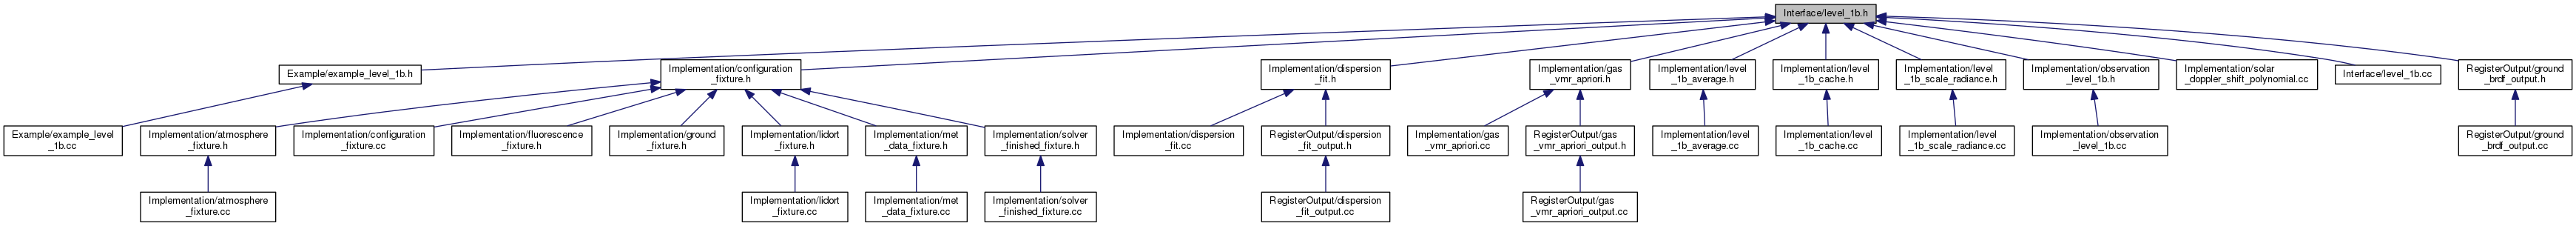 Interface/level_1b.h
Example/example_level_1b.h
Implementation/configuration
_fixture.h
Implementation/dispersion
_fit.h
Implementation/gas
_vmr_apriori.h
Implementation/level
_1b_average.h
Implementation/level
_1b_cache.h
Implementation/level
_1b_scale_radiance.h
Implementation/observation
_level_1b.h
Implementation/solar
_doppler_shift_polynomial.cc
Interface/level_1b.cc
RegisterOutput/ground
_brdf_output.h
Example/example_level
_1b.cc
Implementation/atmosphere
_fixture.h
Implementation/configuration
_fixture.cc
Implementation/fluorescence
_fixture.h
Implementation/ground
_fixture.h
Implementation/lidort
_fixture.h
Implementation/met
_data_fixture.h
Implementation/solver
_finished_fixture.h
Implementation/dispersion
_fit.cc
RegisterOutput/dispersion
_fit_output.h
Implementation/gas
_vmr_apriori.cc
RegisterOutput/gas
_vmr_apriori_output.h
Implementation/level
_1b_average.cc
Implementation/level
_1b_cache.cc
Implementation/level
_1b_scale_radiance.cc
Implementation/observation
_level_1b.cc
RegisterOutput/ground
_brdf_output.cc
Implementation/atmosphere
_fixture.cc
Implementation/lidort
_fixture.cc
Implementation/met
_data_fixture.cc
Implementation/solver
_finished_fixture.cc
RegisterOutput/dispersion
_fit_output.cc
RegisterOutput/gas
_vmr_apriori_output.cc